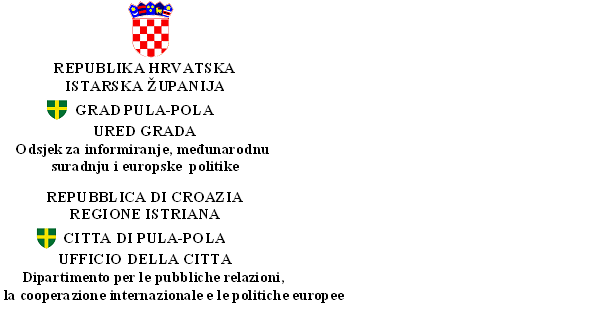 REPUBLIKA HRVATSKA
ISTARSKA ŽUPANIJA
GRAD PULA-POLA
URED GRADA
Odsjek za informiranje, međunarodnu
suradnju i europske politike
REPUBBLICA DI CROAZIA
REGIONE ISTRIANA
CITTA DI PULA-POLA
UFFICIO DELLA CITTA
Dipartimento per le pubbliche relazioni,
la cooperazione internazionale e le politiche europee